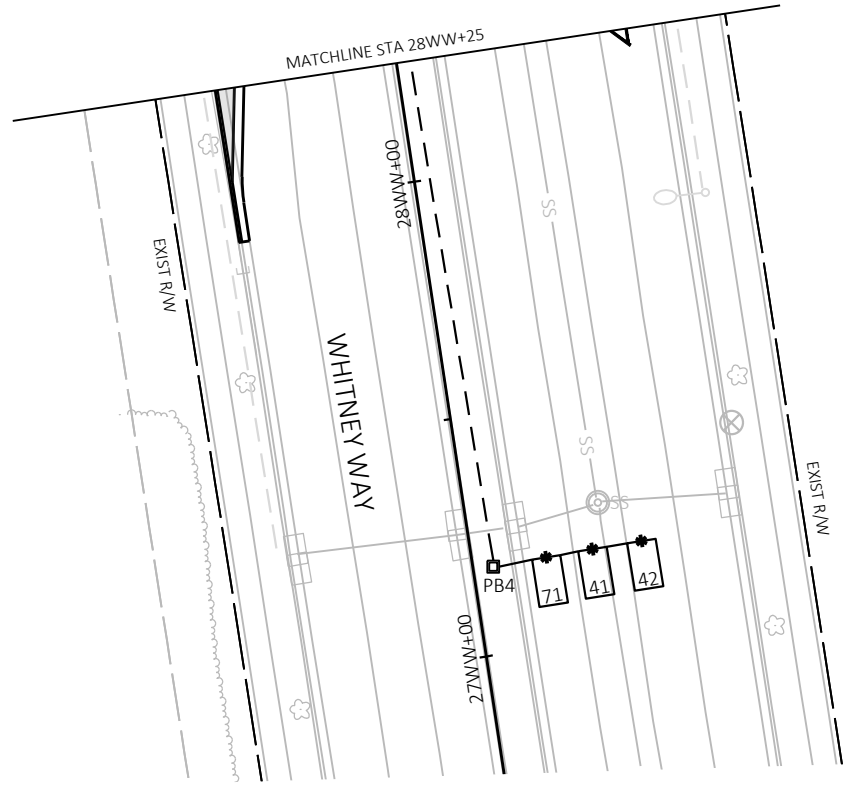 MATCHLINE STA 28WW+25
28WW+00
SS
EXIST R/W
WHITNEY WAY
SS
EXIST R/W
SS
PB4
71
41
42
27WW+00